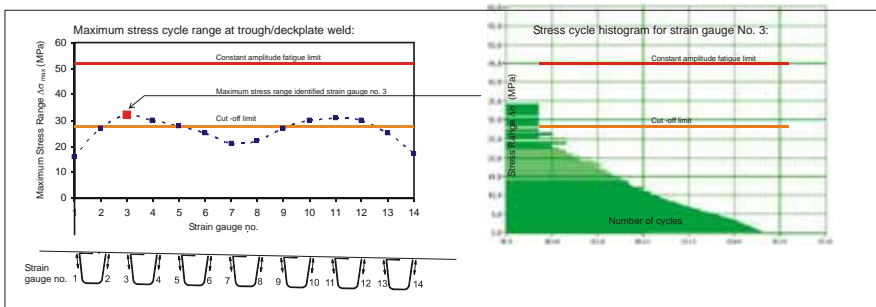 Maximum stress cycle range at trough/deckplate weld:
Maximum Stress Range Δσ max (MPa)
60
50
40
30
20
10
0
Constant amplitude fatigue limit
Maximum stress range identified strain gauge no. 3
Cut -off limit
1 2 3 4 5 6 7 8 9 10 11 12 13 14
Strain gauge no.
Strain
gauge no.
1 2 3 4 5 6 7 8 9 10 11 12 13 14
Stress cycle histogram for strain gauge No. 3:
Stress Range Δσ (MPa)
Constant amplitude fatigue limit
Cut -off limit
Number of cycles